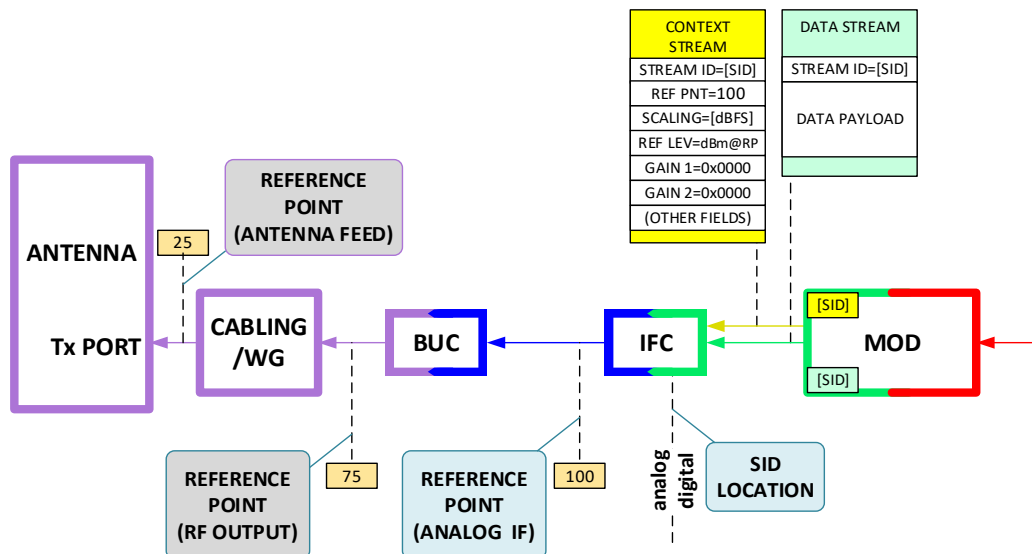 CONTEXT
STREAM
STREAM ID=[SID]
REF PNT=100
SCALING=[dBFS]
REF LEV=dBm@RP
GAIN 1=0x0000
GAIN 2=0x0000
(OTHER FIELDS)
DATA STREAM
STREAM ID=[SID]
DATA PAYLOAD
REFERENCE
POINT
(ANTENNA FEED)
25
ANTENNA
Tx PORT
CABLING
/WG
BUC
IFC
[SID]
MOD
[SID]
REFERENCE
POINT
(RF OUTPUT)
75
REFERENCE
POINT
(ANALOG IF)
100
analog
digital
SID
LOCATION